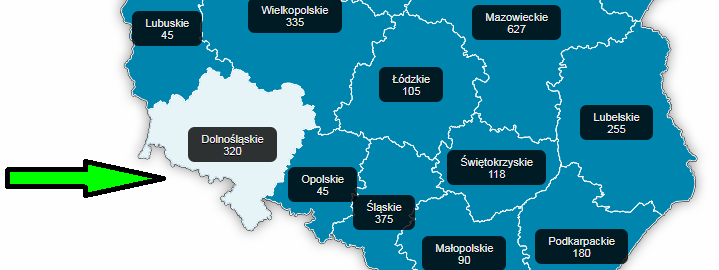 Wielkopolskie
335
Mazowieckie
627
Lubuskie
45
Łódzkie
105
Lubelskie
255
Dolnośląskie
320
Świętokrzyskie
118
Opolskie
45
Śląskie
375
Małopolskie
90
Podkarpackie
180